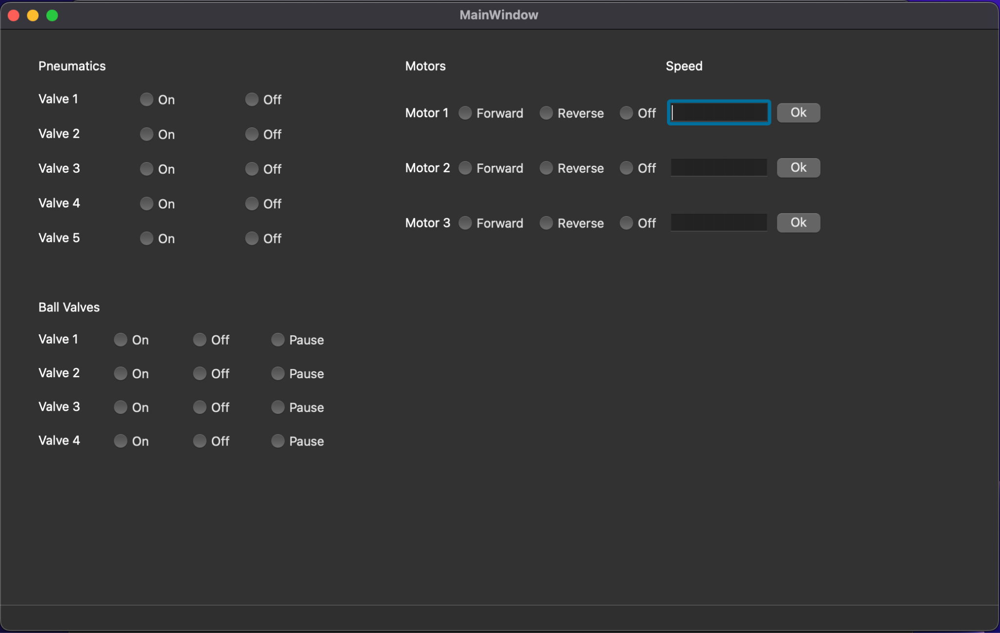 MainWindow
Pneumatics
Valve 1 On Off
Valve 2 On Off
Valve 3 On Off
Valve 4 On Off
Valve 5 On Off
Motors Speed
Motor 1 Forward Reverse Off Ok
Motor 2 Forward Reverse Off Ok
Motor 3 Forward Reverse Off Ok
Ball Valves
Valve 1 On Off Pause
Valve 2 On Off Pause
Valve 3 On Off Pause
Valve 4 On Off Pause